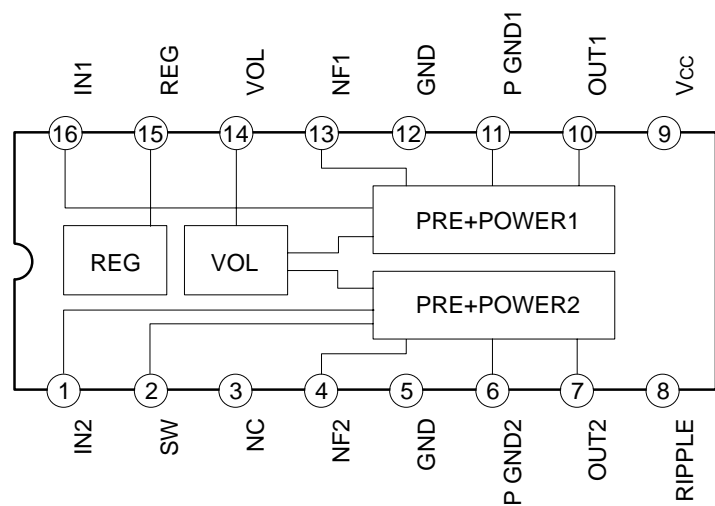 IN1
REG
VOL
NF1
GND
P GND1
OUT1
Vcc
16
15
14
13
12
11
10
9
PRE+POWER1
REG
VOL
PRE+POWER2
1
2
3
4
5
6
7
8
IN2
SW
NC
NF2
GND
P GND2
OUT2
RIPPLE